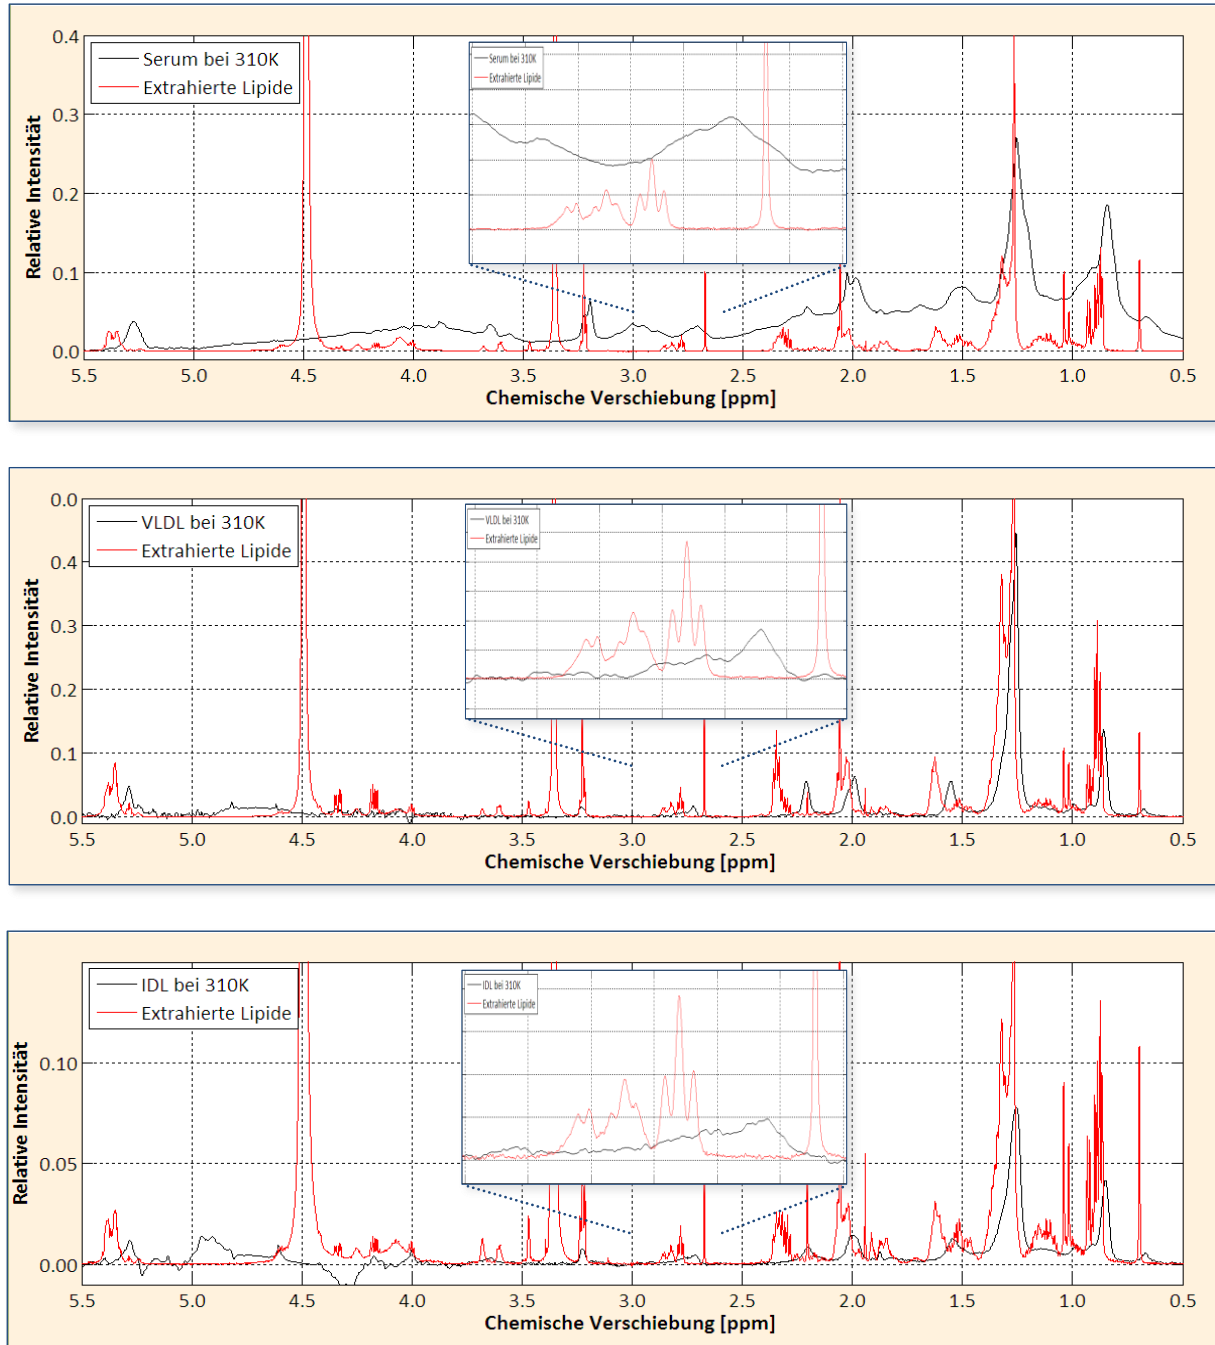 Serum bei 310K
Extrahierte Lipide
Serum bei 310K
Extrahierte Lipide
0.4
0.3
0.2
0.1
0.0
Relative Intensität
5.5 5.0 4.5 4.0 3.5 3.0 2.5 2.0 1.5 1.0 0.5
Chemische Verschiebung [ppm]
VLDL bei 310K
Extrahierte Lipide
VLDL bei 310K
Extrahierte Lipide
0.0
0.4
0.3
0.2
0.1
0.0
Relative Intensität
5.5 5.0 4.5 4.0 3.5 3.0 2.5 2.0 1.5 1.0 0.5
Chemische Verschiebung [ppm]
IDL bei 310K
Extrahierte Lipide
IDL bei 310K
Extrahierte Lipide
0.10
0.05
0.00
Relative Intensität
5.5 5.0 4.5 4.0 3.5 3.0 2.5 2.0 1.5 1.0 0.5
Chemische Verschiebung [ppm]